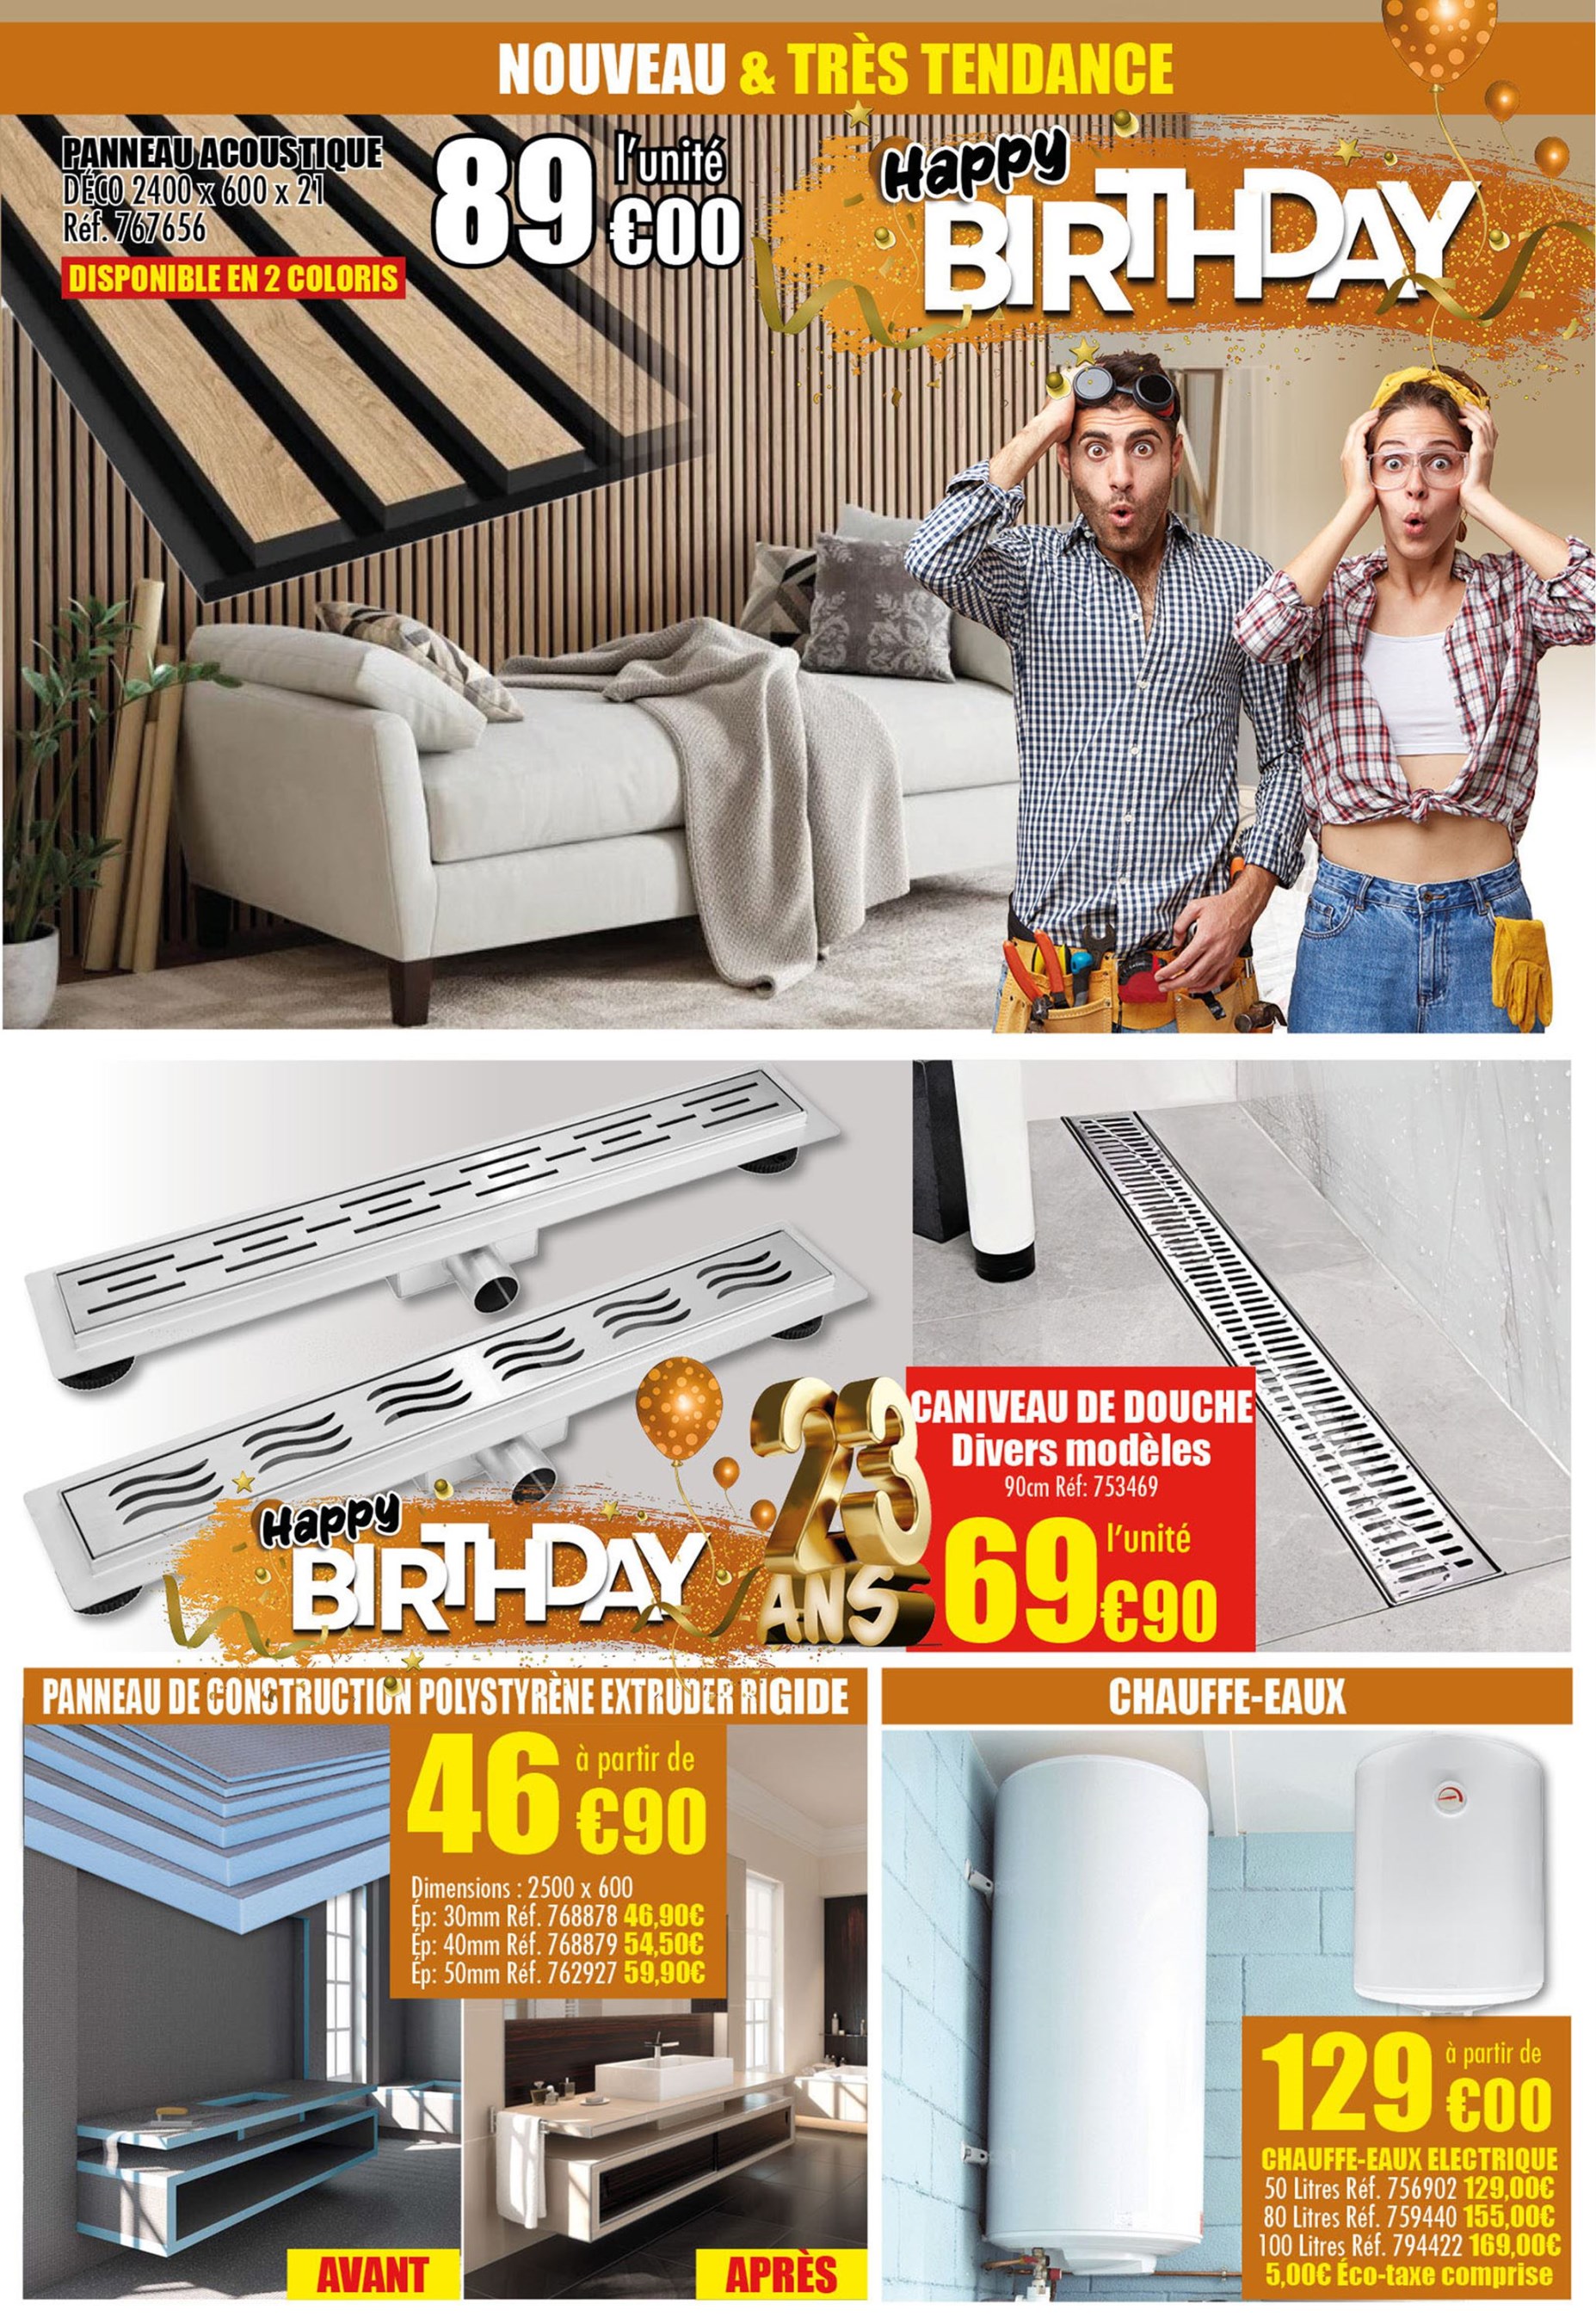 NOUVEAU & TRÈS TENDANCE
PANNEAU ACOUSTIQUE
DÉCO 2400 x 600 x 21
Réf. 767656
DISPONIBLE EN 2 COLORIS
89€00 l'unité
Happy
BIRTHDAY
CANIVEAU DE DOUCHE
Divers modèles
90cm Réf: 753469
69€90 l'unité
Happy
BIRTHDAY
23
ANS
PANNEAU DE CONSTRUCTION POLYSTYRÈNE EXTRUDER RIGIDE
46€90 à partir de
Dimensions : 2500 x 600
Ép: 30mm Réf. 768878 46,90€
Ép: 40mm Réf. 768879 54,50€
Ép: 50mm Réf. 762927 59,90€
AVANT
APRÈS
CHAUFFE-EAUX
129€00 à partir de
CHAUFFE-EAUX ELECTRIQUE
50 Litres Réf. 756902 129,00€
80 Litres Réf. 759440 155,00€
100 Litres Réf. 794422 169,00€
5,00€ Éco-taxe comprise